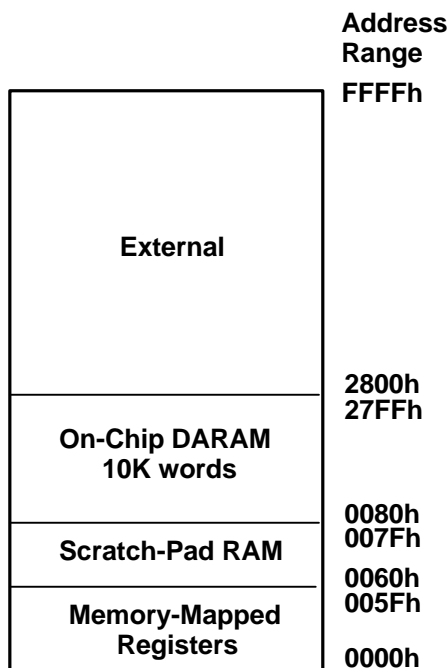 Address
Range
FFFFh
External
2800h
27FFh
On-Chip DARAM
10K words
0080h
007Fh
Scratch-Pad RAM
0060h
005Fh
Memory-Mapped
Registers
0000h